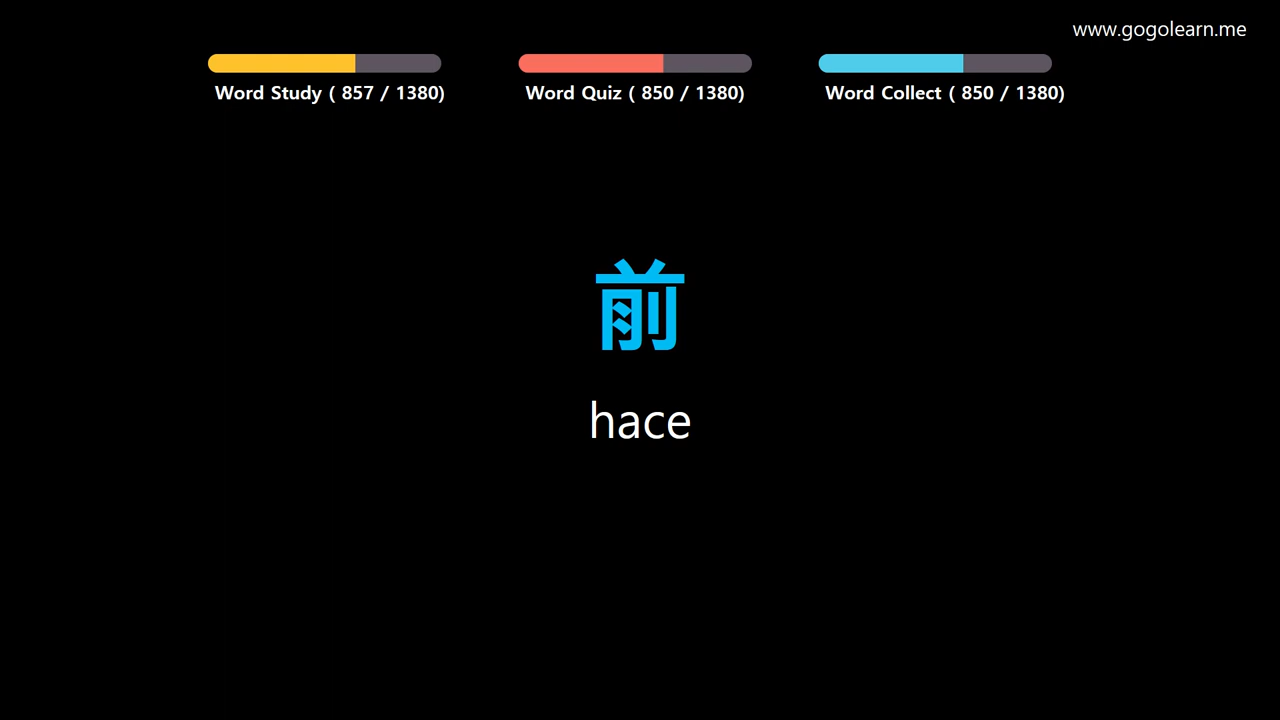 www.gogolearn.me
Word Study ( 857 / 1380)
Word Quiz ( 850 / 1380)
Word Collect ( 850 / 1380)
前
hace